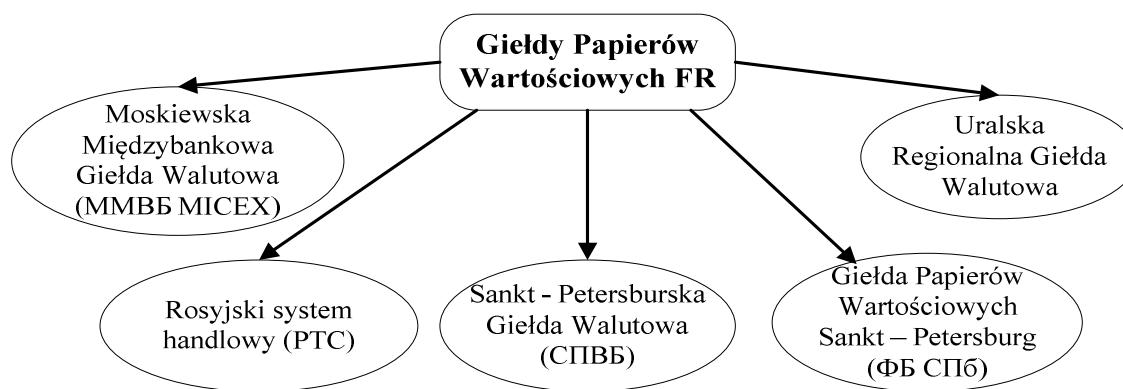 Giełdy Papierów
Wartościowych FR
Moskiewska
Międzybankowa
Giełda Walutowa
(ММВБ MICEX)
Uralska
Regionalna Giełda
Walutowa
Rosyjski system
handlowy (РТС)
Sankt - Petersburska
Giełda Walutowa
(СПВБ)
Giełda Papierów
Wartościowych
Sankt – Petersburg
(ФБ СПб)